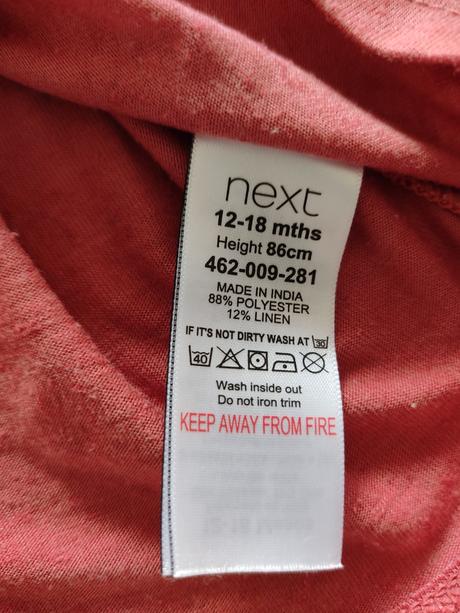 next
12-18 mths
Height 86cm
462-009-281
MADE IN INDIA
88% POLYESTER
12% LINEN
IF IT'S NOT DIRTY WASH AT 30
40
Wash inside out
Do not iron trim
KEEP AWAY FROM FIRE